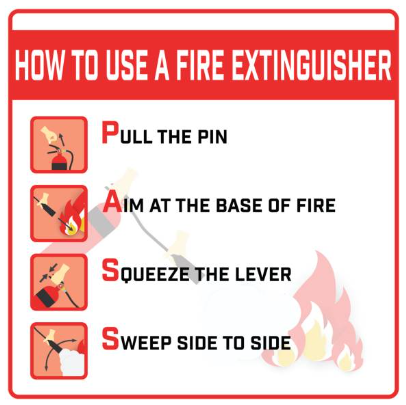 HOW TO USE A FIRE EXTINGUISHER
PULL THE PIN
AIM AT THE BASE OF FIRE
SQUEEZE THE LEVER
SWEEP SIDE TO SIDE